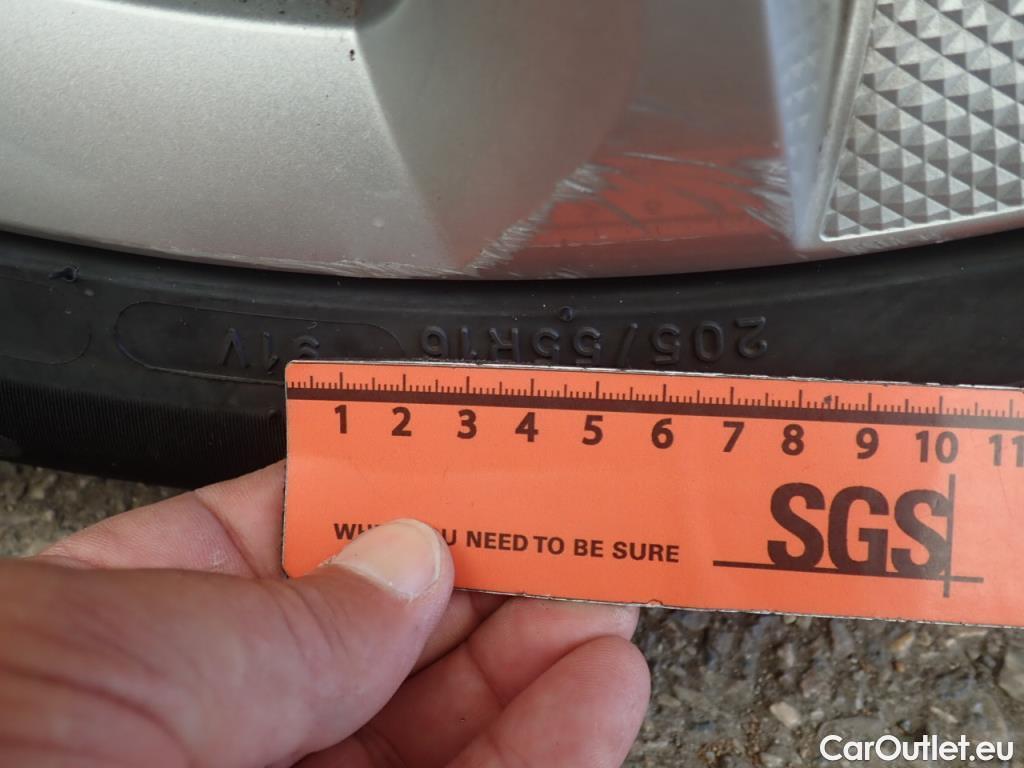 205/55R16 91V
1 2 3 4 5 6 7 8 9 10 11
WH U NEED TO BE SURE
SGS
CarOutlet.eu